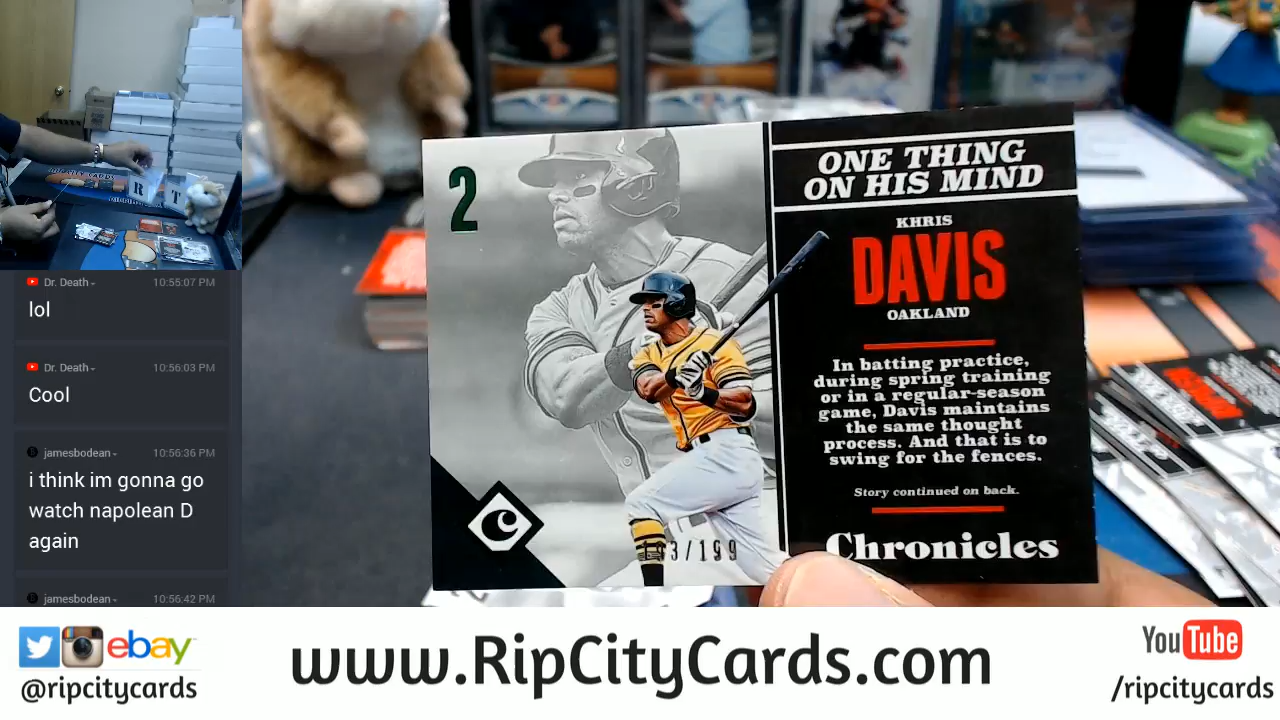 Dr. Death
10:55:07 PM
lol
Dr. Death
10:56:03 PM
Cool
jamesbodean
10:56:36 PM
i think im gonna go
watch napolean D
again
jamesbodean
10:56:42 PM
R
T
2
ONE THING
ON HIS MIND
KHRIS
DAVIS
OAKLAND
In batting practice,
during spring training
or in a regular-season
game, Davis maintains
the same thought
process. And that is to
swing for the fences.
Story continued on back.
Chronicles
C
193/199
ebay
@ripcitycards
www.RipCityCards.com
YouTube
/ripcitycards